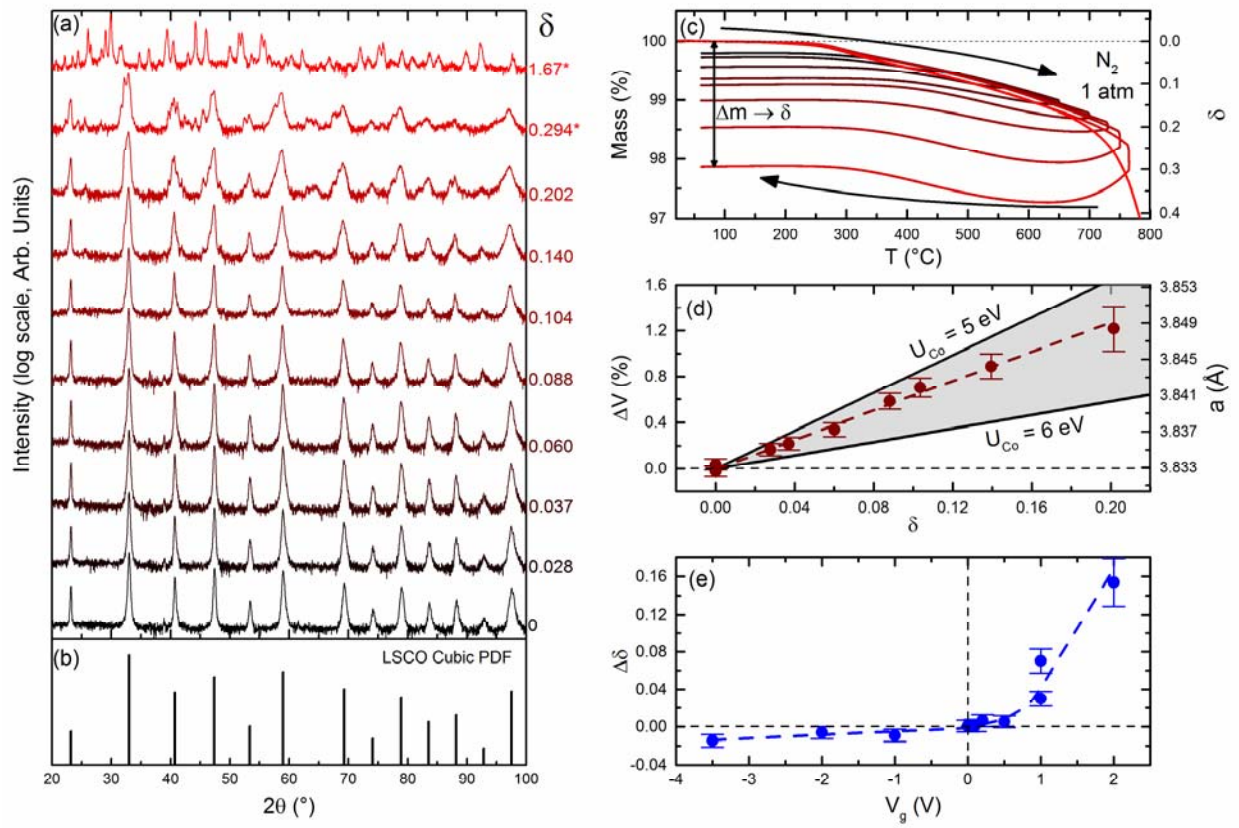 (a)
δ
1.67*
0.294*
0.202
0.140
0.104
0.088
0.060
0.037
0.028
0
Intensity (log scale, Arb. Units)
(b)
LSCO Cubic PDF
20 30 40 50 60 70 80 90 100
2θ (°)
(c)
N2
1 atm
Δm → δ
100
99
98
97
Mass (%)
0.0
0.1
0.2
0.3
0.4
δ
100 200 300 400 500 600 700 800
T (°C)
(d)
UCo = 5 eV
UCo = 6 eV
1.6
1.2
0.8
0.4
0.0
ΔV (%)
3.853
3.849
3.844
3.841
3.837
3.833
a (Å)
0.00 0.04 0.08 0.12 0.16 0.20
δ
(e)
0.16
0.12
0.08
0.04
0.00
-0.04
Δδ
-4 -3 -2 -1 0 1 2
Vg (V)